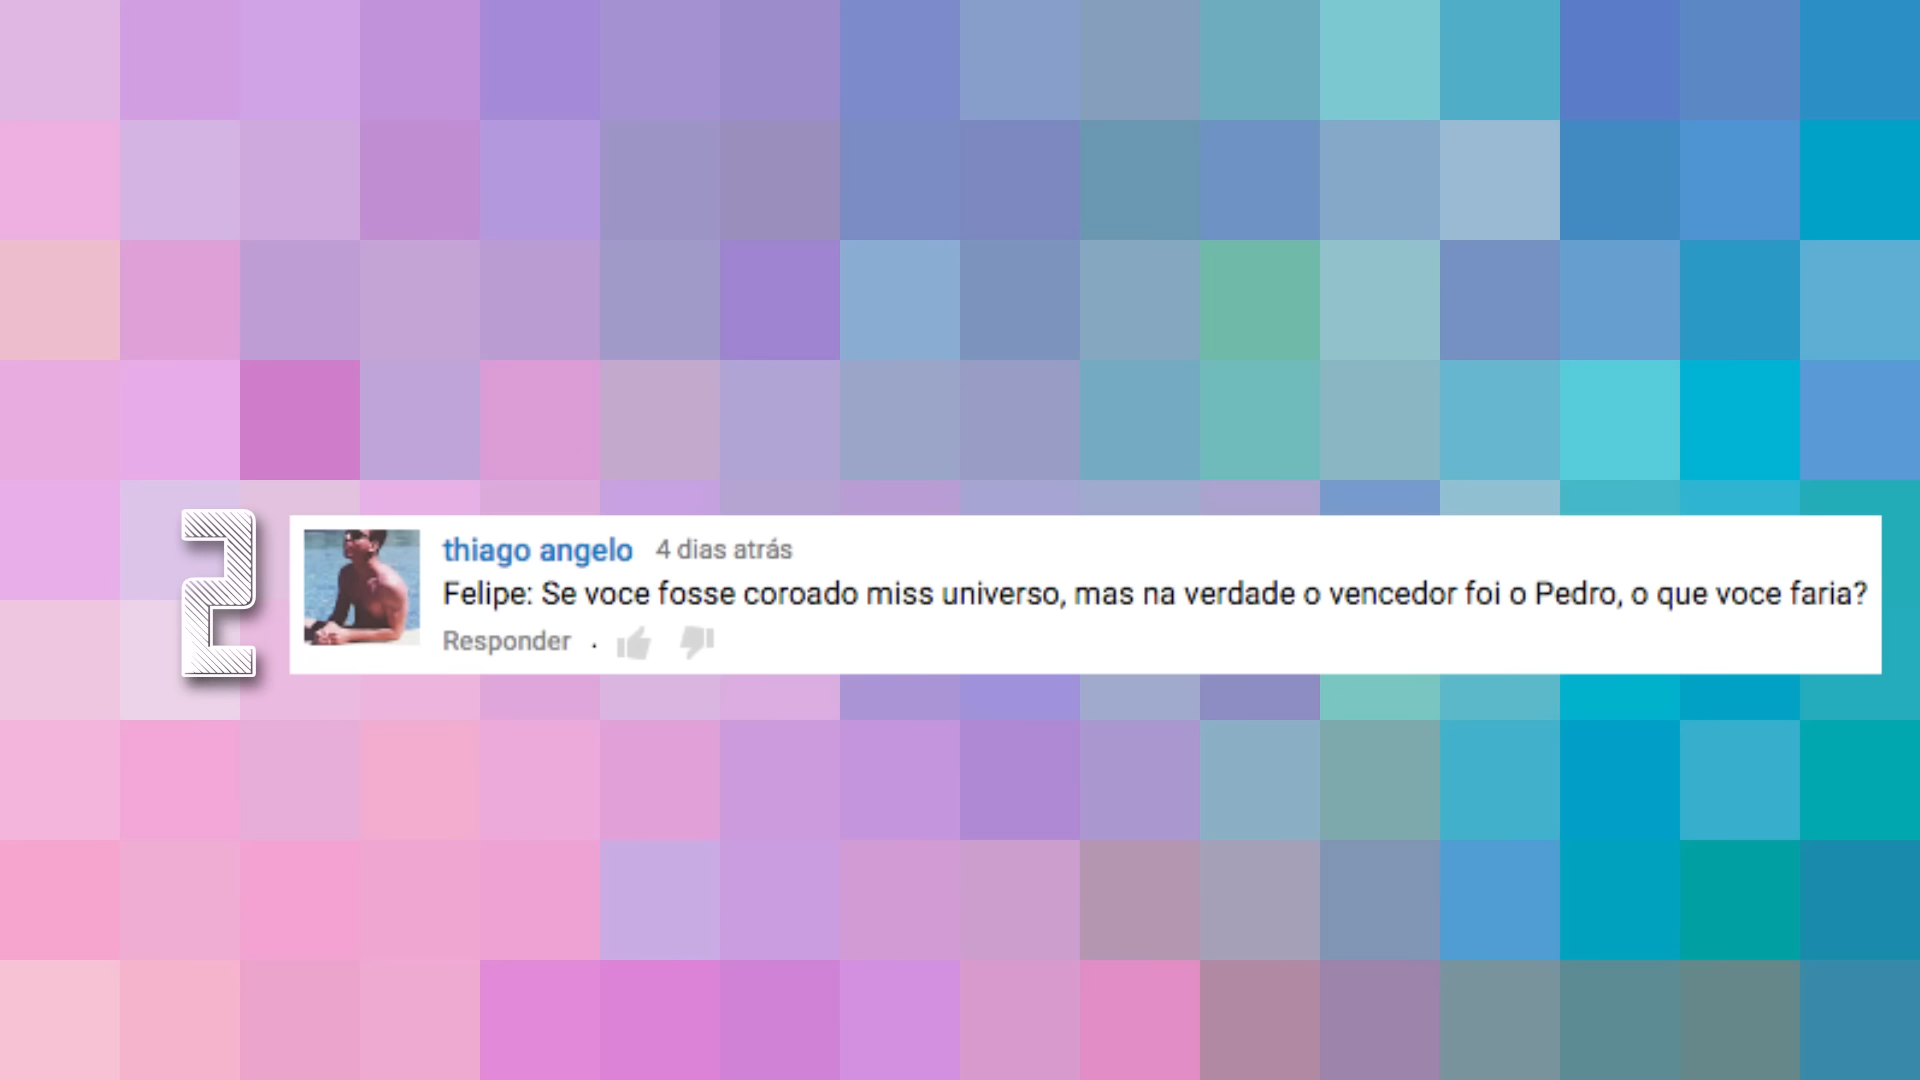 2
thiago angelo 4 dias atrás
Felipe: Se voce fosse coroado miss universo, mas na verdade o vencedor foi o Pedro, o que voce faria?
Responder .